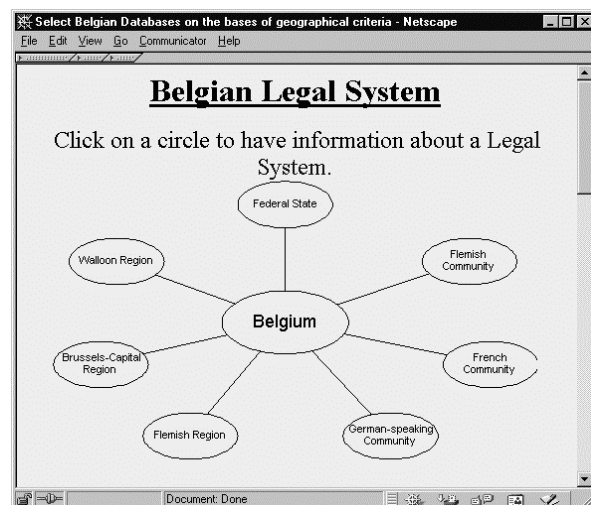 Select Belgian Databases on the bases of geographical criteria - Netscape
File Edit View Go Communicator Help
Belgian Legal System
Click on a circle to have information about a Legal
System.
Federal State
Walloon Region
Flemish
Community
Belgium
Brussels-Capital
Region
French
Community
Flemish Region
German-speaking
Community
Document: Done